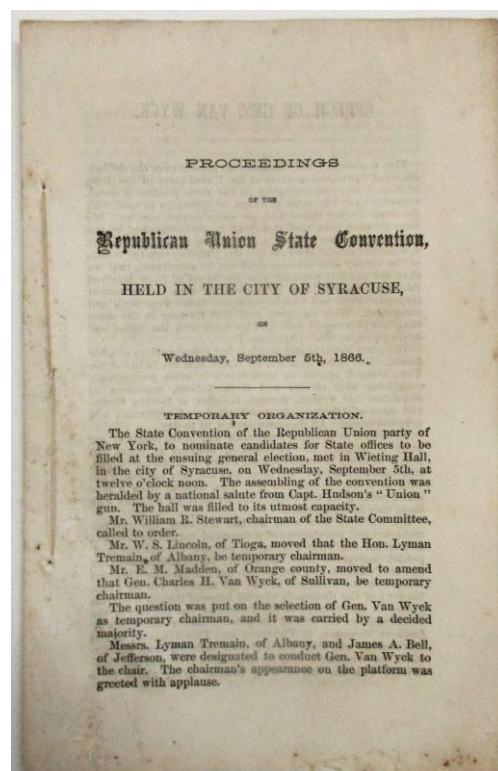 PROCEEDINGS
OF THE
Republican Union State Convention,
HELD IN THE CITY OF SYRACUSE,
ON
Wednesday, September 5th, 1866.
TEMPORARY ORGANIZATION.
The State Convention of the Republican Union party of
New York, to nominate candidates for State offices to be
filled at the ensuing general election, met in Wieting Hall,
in the city of Syracuse, on Wednesday, September 5th, at
twelve o'clock noon. The assembling of the convention was
heralded by a national salute from Capt. Hudson's " Union "
gun. The hall was filled to its utmost capacity.
Mr. William R. Stewart, chairman of the State Committee,
called to order.
Mr. W. S. Lincoln, of Tioga, moved that the Hon. Lyman
Tremain, of Albany, be temporary chairman.
Mr. E. M. Madden, of Orange county, moved to amend
that Gen. Charles H. Van Wyck, of Sullivan, be temporary
chairman.
The question was put on the selection of Gen. Van Wyck
as temporary chairman, and it was carried by a decided
majority.
Messrs. Lyman Tremain, of Albany, and James A. Bell,
of Jefferson, were designated to conduct Gen. Van Wyck to
the chair. The chairman's appearance on the platform was
greeted with applause.